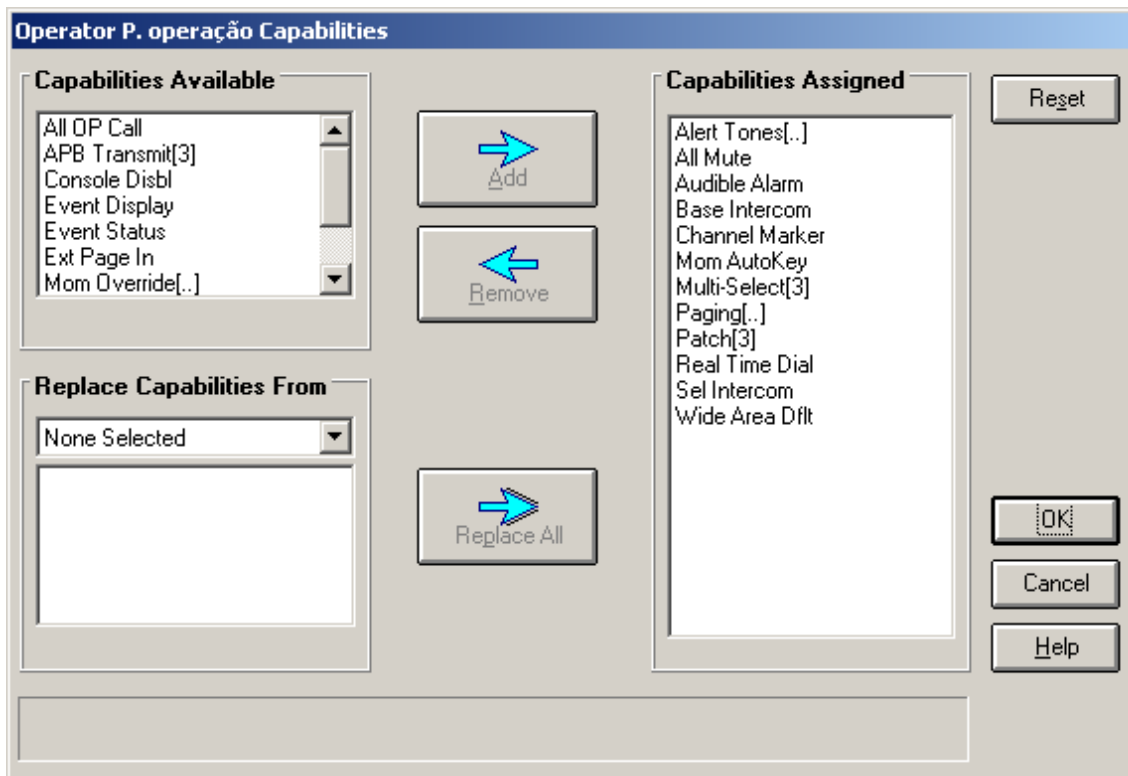 Operator P. operação Capabilities
Capabilities Available
All OP Call
APB Transmit[3]
Console Disbl
Event Display
Event Status
Ext Page In
Mom Override[..]
Add
Remove
Replace Capabilities From
None Selected
Replace All
Capabilities Assigned
Alert Tones[..]
All Mute
Audible Alarm
Base Intercom
Channel Marker
Mom AutoKey
Multi-Select[3]
Paging[..]
Patch[3]
Real Time Dial
Sel Intercom
Wide Area Dflt
Reset
OK
Cancel
Help